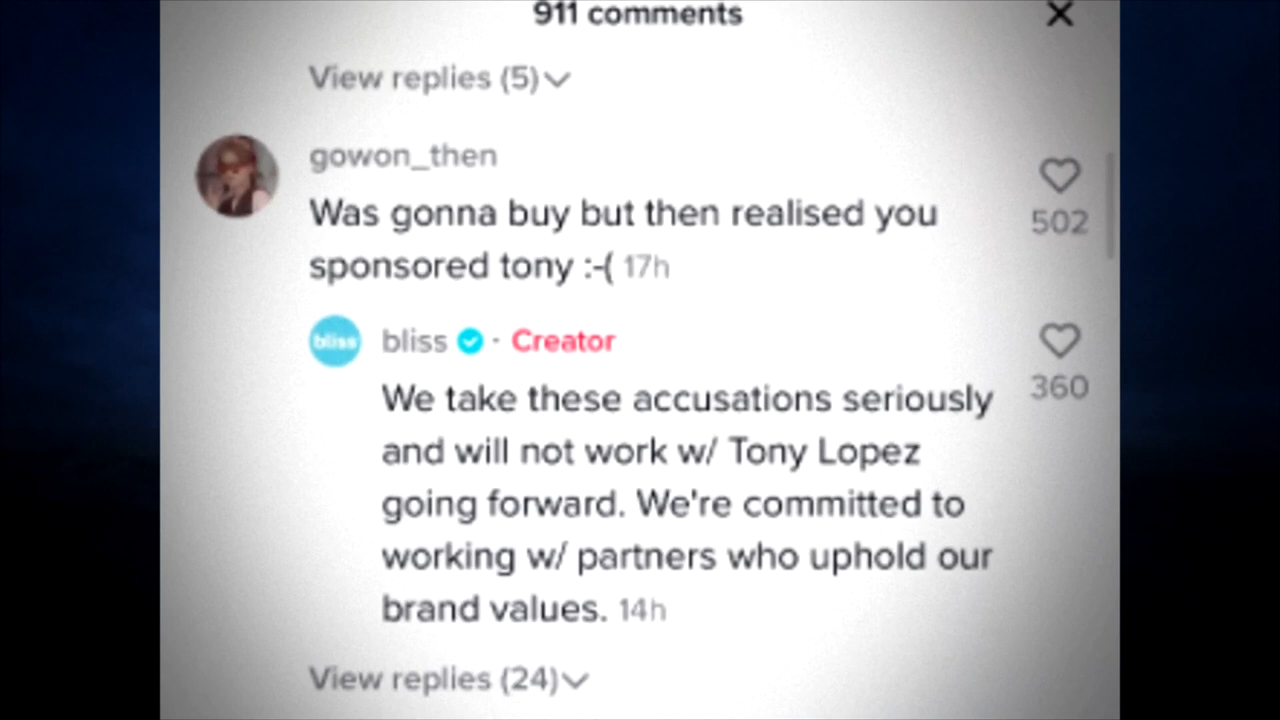 911 comments
View replies (5)
gowon_then
Was gonna buy but then realised you
sponsored tony :-( 17h
502
bliss
bliss · Creator
360
We take these accusations seriously
and will not work w/ Tony Lopez
going forward. We're committed to
working w/ partners who uphold our
brand values. 14h
View replies (24)